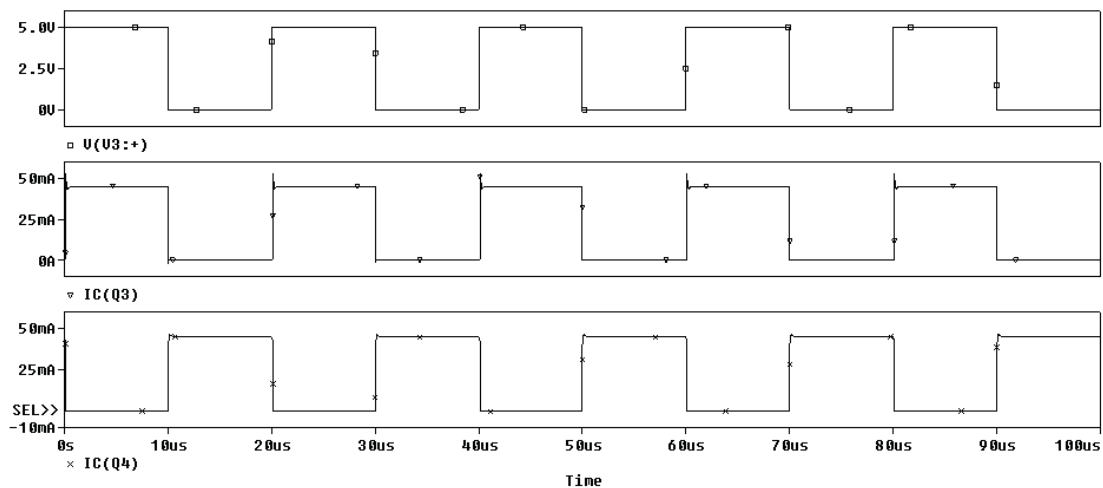 5.0V
2.5V
0V
V(V3:+)
50mA
25mA
0A
IC(Q3)
50mA
25mA
SEL>>
-10mA
0s 10us 20us 30us 40us 50us 60us 70us 80us 90us 100us
IC(Q4)
Time